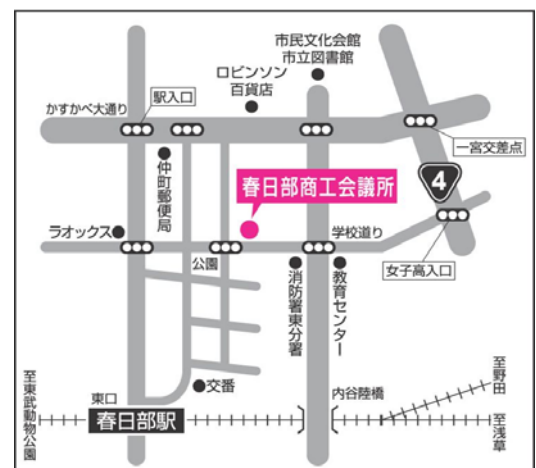 市民文化会館
市立図書館
ロビンソン
百貨店
駅入口
かすかべ大通り
一宮交差点
仲町郵便局
4
春日部商工会議所
ラオックス
学校道り
公園
女子高入口
消防署東分署
教育センター
交番
至野田
至東武動物公園
東口
内谷陸橋
春日部駅
至浅草